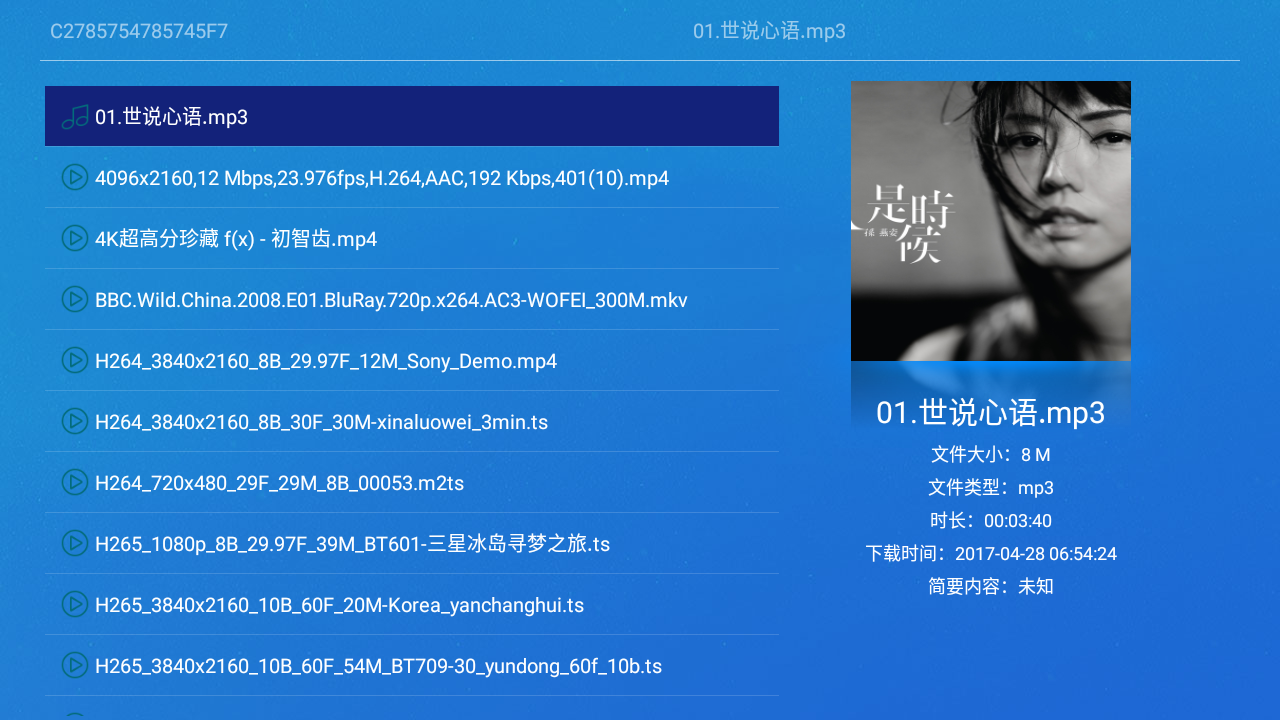 C2785754785745F7
01.世说心语.mp3
01.世说心语.mp3
4096x2160,12 Mbps,23.976fps,H.264,AAC,192 Kbps,401(10).mp4
4K超高分珍藏 f(x) - 初智齿.mp4
BBC.Wild.China.2008.E01.BluRay.720p.x264.AC3-WOFEI_300M.mkv
H264_3840x2160_8B_29.97F_12M_Sony_Demo.mp4
H264_3840x2160_8B_30F_30M-xinaluowei_3min.ts
H264_720x480_29F_29M_8B_00053.m2ts
H265_1080p_8B_29.97F_39M_BT601-三星冰岛寻梦之旅.ts
H265_3840x2160_10B_60F_20M-Korea_yanchanghui.ts
H265_3840x2160_10B_60F_54M_BT709-30_yundong_60f_10b.ts
是時
孫 燕姿
候
01.世说心语.mp3
文件大小：8 M
文件类型：mp3
时长：00:03:40
下载时间：2017-04-28 06:54:24
简要内容：未知